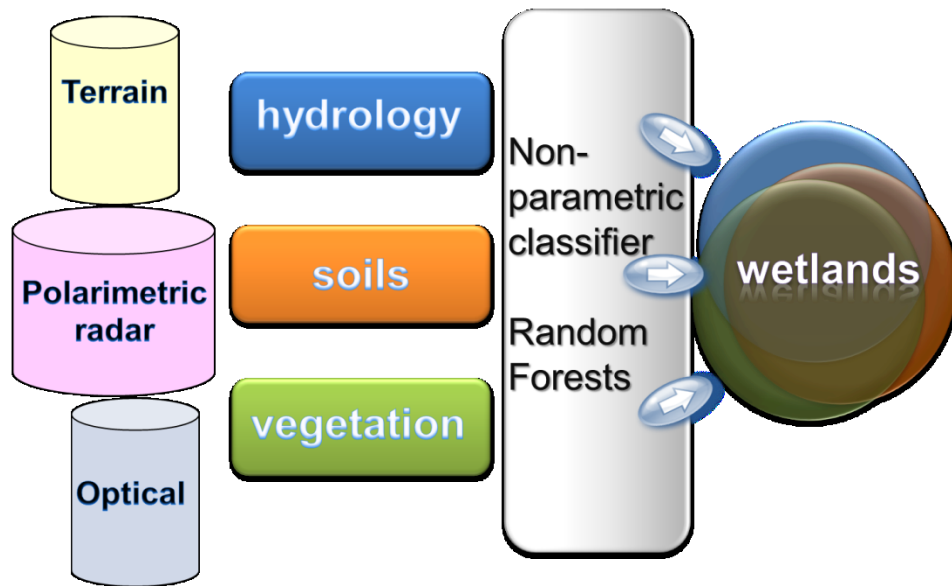 Terrain
Polarimetric
radar
Optical
hydrology
soils
vegetation
Non-
parametric
classifier
Random
Forests
wetlands